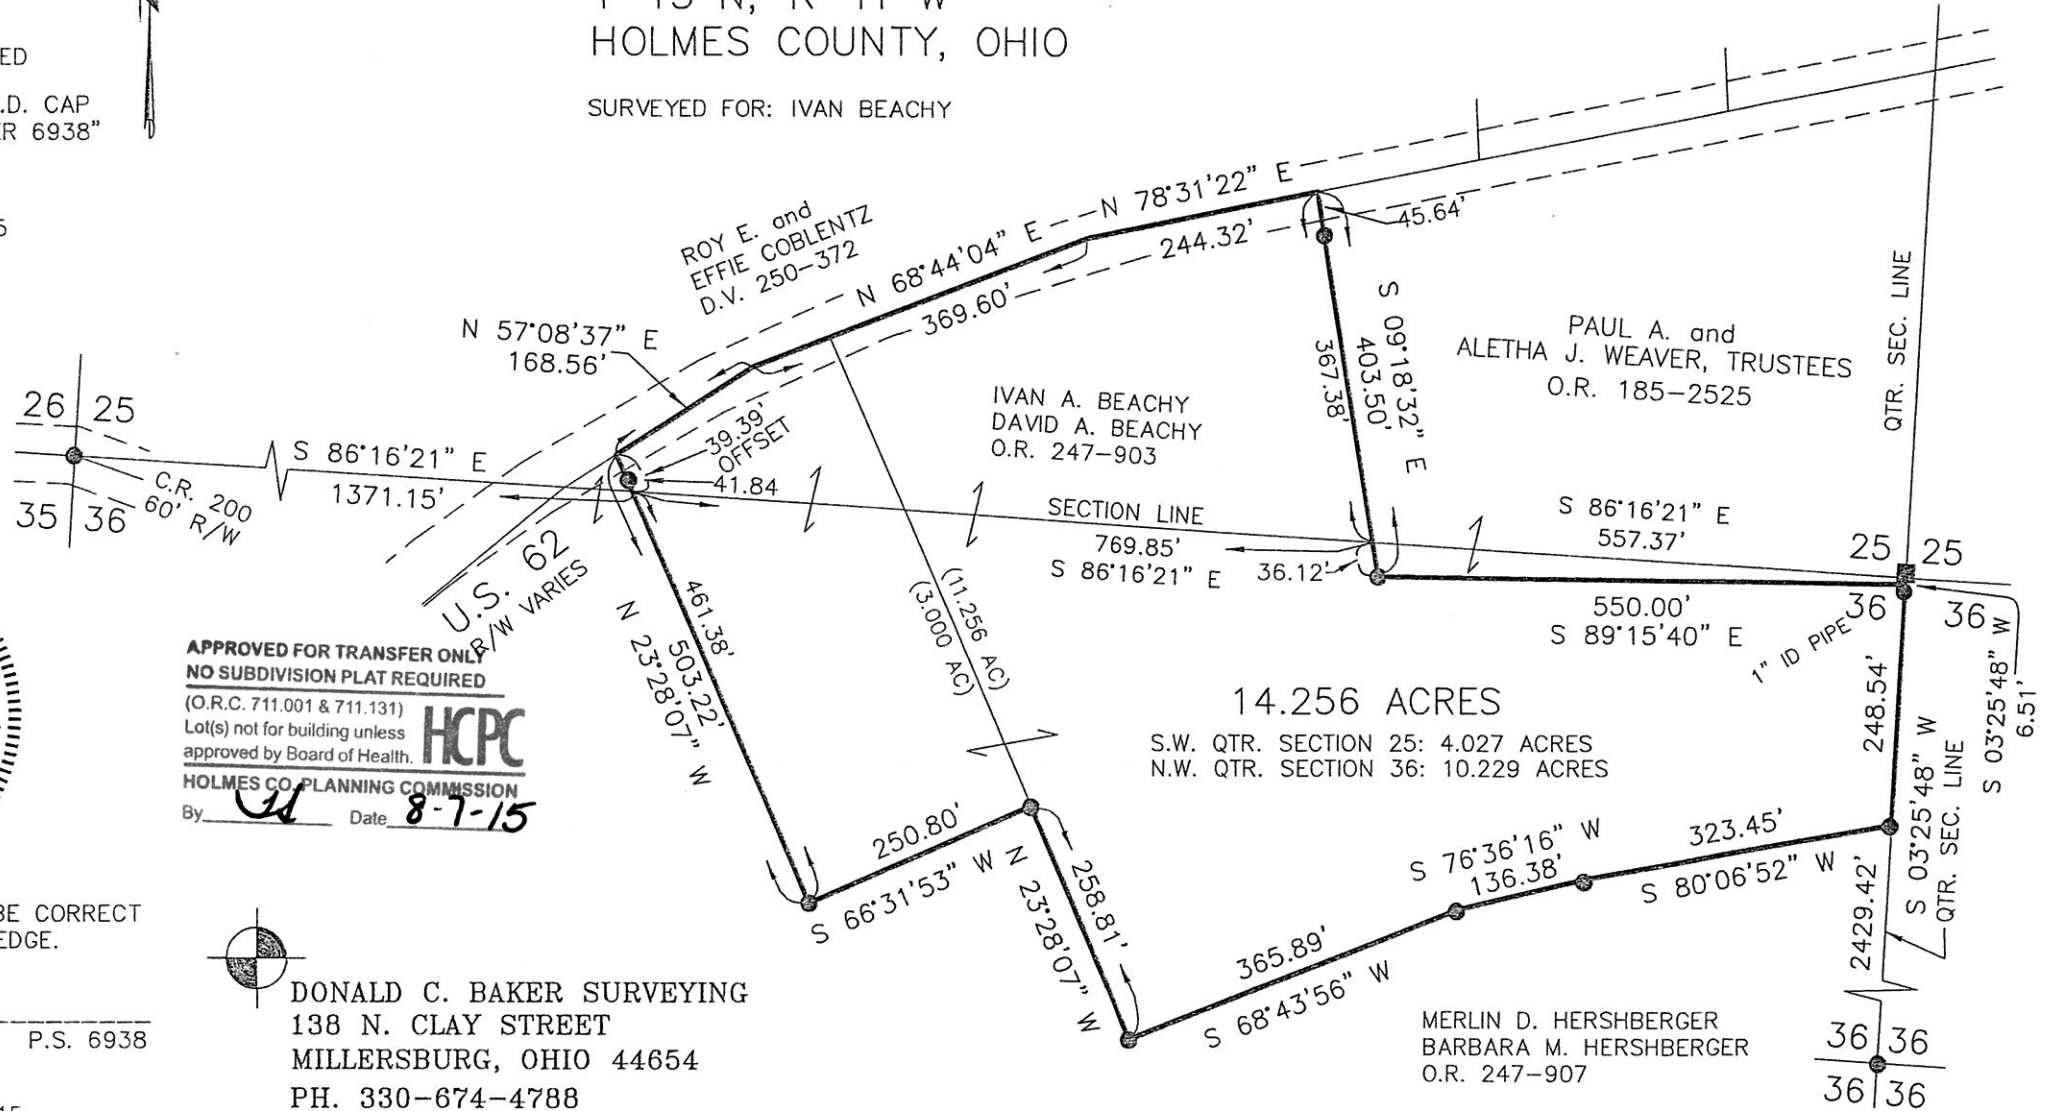 HOLMES COUNTY, OHIO
SURVEYED FOR: IVAN BEACHY
ED
.D. CAP
R 6938"
ROY E. and
EFFIE COBLENTZ
D.V. 250-372
N 57°08'37" E
168.56'
N 68°44'04" E
369.60'
N 78°31'22" E
244.32'
45.64'
S 09°18'32" E
403.50'
367.38'
PAUL A. and
ALETHA J. WEAVER, TRUSTEES
O.R. 185-2525
QTR. SEC. LINE
26 25
35 36
C.R. 200
60' R/W
S 86°16'21" E
1371.15'
39.39'
OFFSET
41.84
IVAN A. BEACHY
DAVID A. BEACHY
O.R. 247-903
SECTION LINE
769.85'
S 86°16'21" E
36.12'
S 86°16'21" E
557.37'
25 25
36 36
550.00'
S 89°15'40" E
1" ID PIPE
S 03°25'48" W
6.51'
U.S. 62
R/W VARIES
461.38'
503.22'
N 23°28'07" W
(11.256 AC)
(3.000 AC)
14.256 ACRES
S.W. QTR. SECTION 25: 4.027 ACRES
N.W. QTR. SECTION 36: 10.229 ACRES
248.54'
S 03°25'48" W
QTR. SEC. LINE
2429.42'
APPROVED FOR TRANSFER ONLY
NO SUBDIVISION PLAT REQUIRED
(O.R.C. 711.001 & 711.131)
Lot(s) not for building unless
approved by Board of Health.
HCPC
HOLMES CO. PLANNING COMMISSION
By Date 8-7-15
250.80'
S 66°31'53" W
258.81'
N 23°28'07" W
365.89'
S 68°43'56" W
S 76°36'16" W
136.38'
323.45'
S 80°06'52" W
MERLIN D. HERSHBERGER
BARBARA M. HERSHBERGER
O.R. 247-907
36 36
36 36
BE CORRECT
EDGE.
P.S. 6938
DONALD C. BAKER SURVEYING
138 N. CLAY STREET
MILLERSBURG, OHIO 44654
PH. 330-674-4788